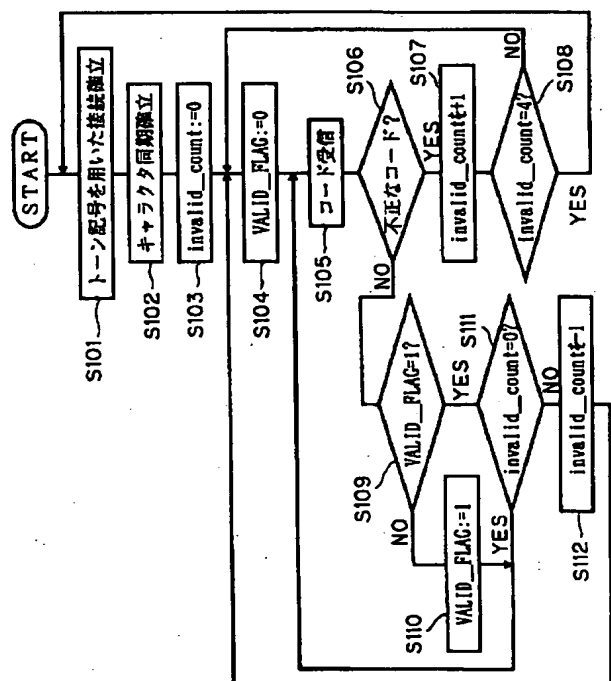 START
トーン記号を用いた接続確立
S101
キャラクタ同期確立
S102
invalid_count:=0
S103
VALID_FLAG:=0
S104
コード受信
S105
不正なコード?
S106
YES
NO
invalid_count+1
S107
invalid_count=4?
S108
NO
YES
VALID_FLAG=1?
S109
NO
YES
VALID_FLAG:=1
S110
invalid_count=0?
S111
YES
NO
invalid_count-1
S112